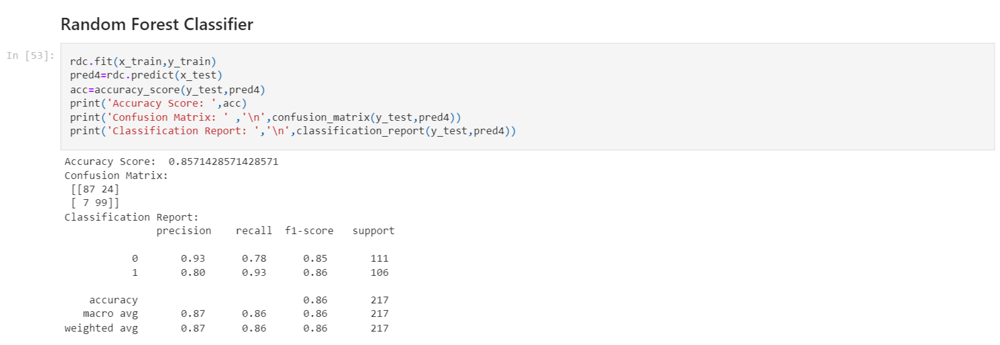 Random Forest Classifier
In [53]:
rdc.fit(x_train,y_train)
pred4=rdc.predict(x_test)
acc=accuracy_score(y_test,pred4)
print('Accuracy Score: ',acc)
print('Confusion Matrix: ' ,'\n',confusion_matrix(y_test,pred4))
print('Classification Report: ','\n',classification_report(y_test,pred4))
Accuracy Score:  0.8571428571428571
Confusion Matrix:
 [[87 24]
 [ 7 99]]
Classification Report:
               precision    recall  f1-score   support
           0       0.93      0.78      0.85       111
           1       0.80      0.93      0.86       106
    accuracy                           0.86       217
   macro avg       0.87      0.86      0.86       217
weighted avg       0.87      0.86      0.86       217